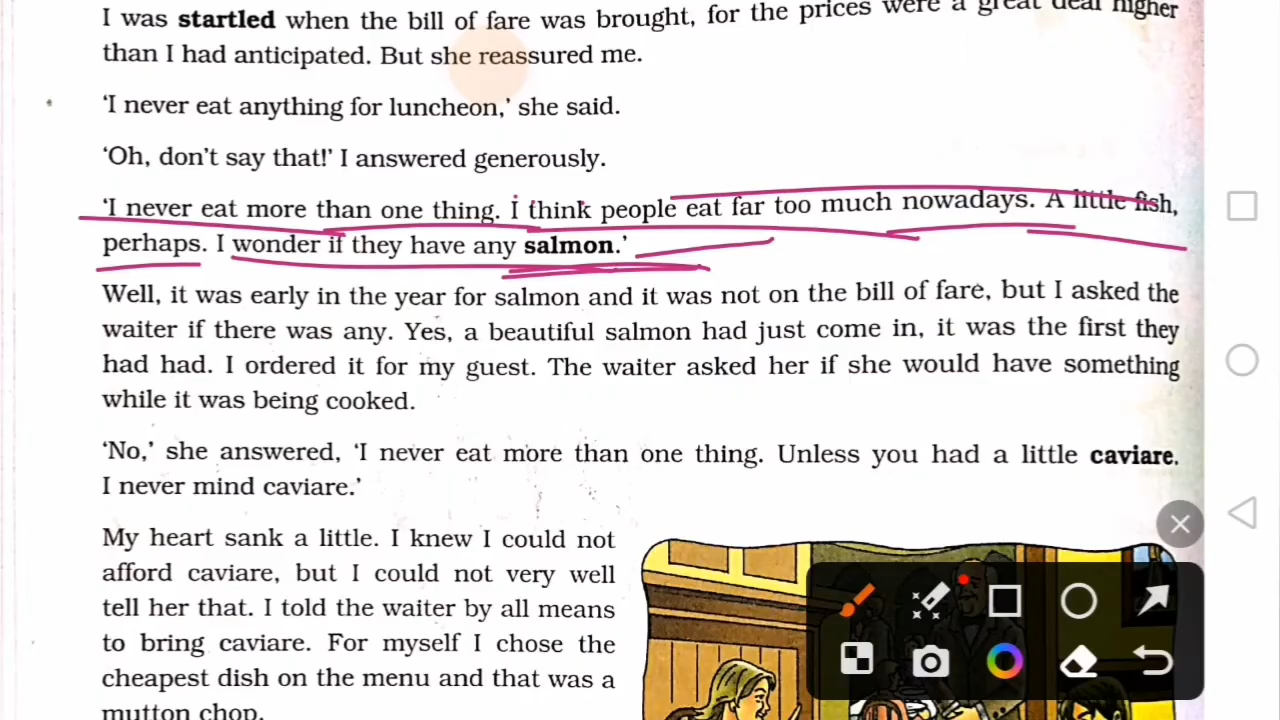 I was startled when the bill of fare was brought, for the prices were a great deal higher
than I had anticipated. But she reassured me.
'I never eat anything for luncheon,' she said.
'Oh, don't say that!' I answered generously.
'I never eat more than one thing. I think people eat far too much nowadays. A little fish,
perhaps. I wonder if they have any salmon.'
Well, it was early in the year for salmon and it was not on the bill of fare, but I asked the
waiter if there was any. Yes, a beautiful salmon had just come in, it was the first they
had had. I ordered it for my guest. The waiter asked her if she would have something
while it was being cooked.
'No,' she answered, 'I never eat more than one thing. Unless you had a little caviare.
I never mind caviare.'
My heart sank a little. I knew I could not
afford caviare, but I could not very well
tell her that. I told the waiter by all means
to bring caviare. For myself I chose the
cheapest dish on the menu and that was a
mutton chop.